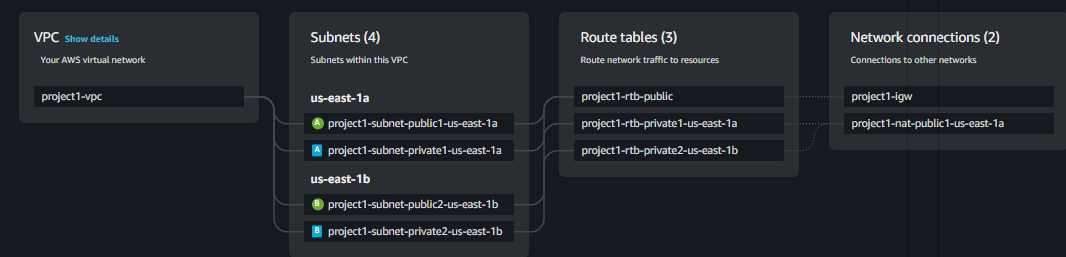 VPC Show details
Your AWS virtual network
project1-vpc
Subnets (4)
Subnets within this VPC
us-east-1a
A project1-subnet-public1-us-east-1a
A project1-subnet-private1-us-east-1a
us-east-1b
B project1-subnet-public2-us-east-1b
B project1-subnet-private2-us-east-1b
Route tables (3)
Route network traffic to resources
project1-rtb-public
project1-rtb-private1-us-east-1a
project1-rtb-private2-us-east-1b
Network connections (2)
Connections to other networks
project1-igw
project1-nat-public1-us-east-1a